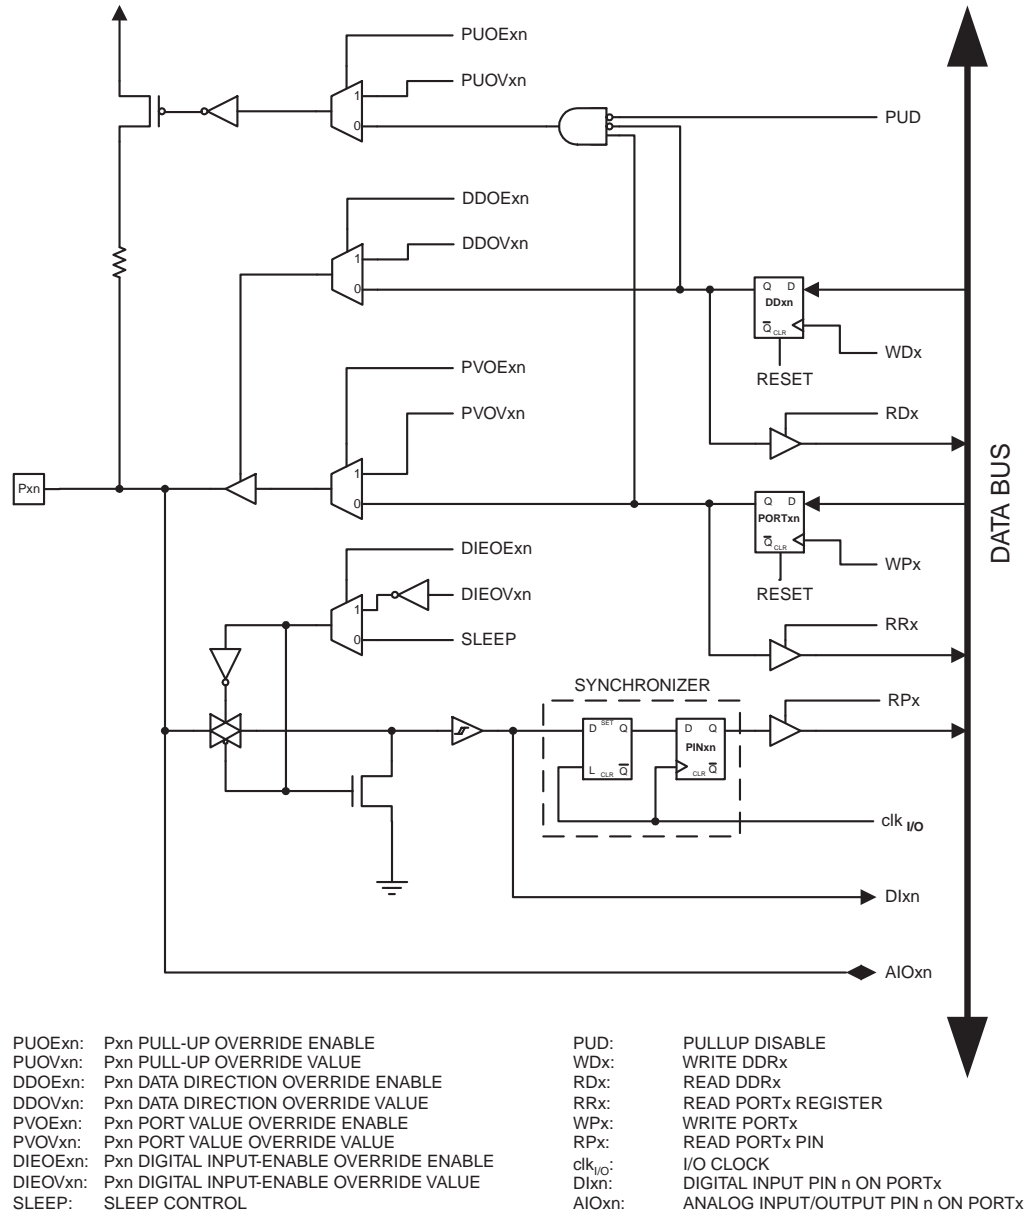 PUOExn
PUOVxn
1
0
PUD
DDOExn
DDOVxn
1
0
Q D
DDxn
Q CLR
WDx
RESET
PVOExn
PVOVxn
RDx
1
0
Pxn
Q D
PORTxn
Q CLR
DATA BUS
DIEOExn
WPx
DIEOVxn
RESET
1
0
SLEEP
RRx
SYNCHRONIZER
RPx
D SET Q
L CLR Q
D Q
PINxn
CLR Q
clk I/O
DIxn
AIOxn
PUOExn: Pxn PULL-UP OVERRIDE ENABLE
PUOVxn: Pxn PULL-UP OVERRIDE VALUE
DDOExn: Pxn DATA DIRECTION OVERRIDE ENABLE
DDOVxn: Pxn DATA DIRECTION OVERRIDE VALUE
PVOExn: Pxn PORT VALUE OVERRIDE ENABLE
PVOVxn: Pxn PORT VALUE OVERRIDE VALUE
DIEOExn: Pxn DIGITAL INPUT-ENABLE OVERRIDE ENABLE
DIEOVxn: Pxn DIGITAL INPUT-ENABLE OVERRIDE VALUE
SLEEP: SLEEP CONTROL
PUD: PULLUP DISABLE
WDx: WRITE DDRx
RDx: READ DDRx
RRx: READ PORTx REGISTER
WPx: WRITE PORTx
RPx: READ PORTx PIN
clkI/O: I/O CLOCK
DIxn: DIGITAL INPUT PIN n ON PORTx
AIOxn: ANALOG INPUT/OUTPUT PIN n ON PORTx